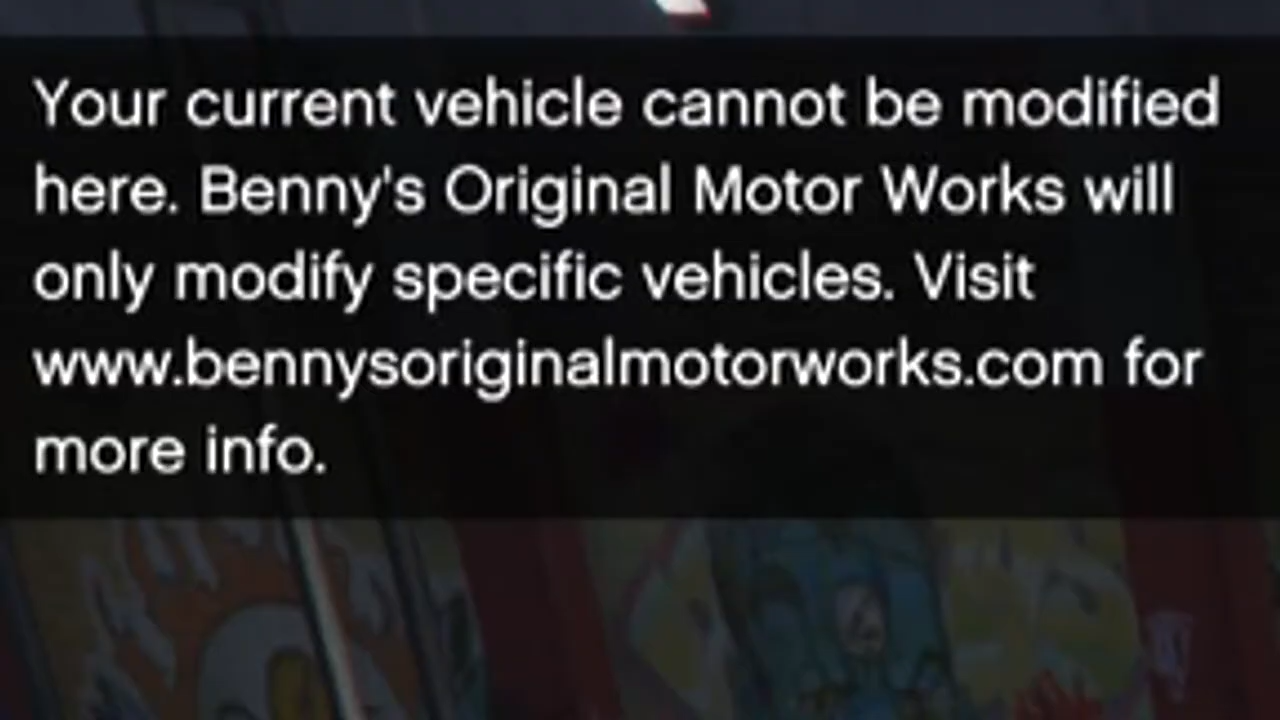 Your current vehicle cannot be modified
here. Benny's Original Motor Works will
only modify specific vehicles. Visit
www.bennysoriginalmotorworks.com for
more info.